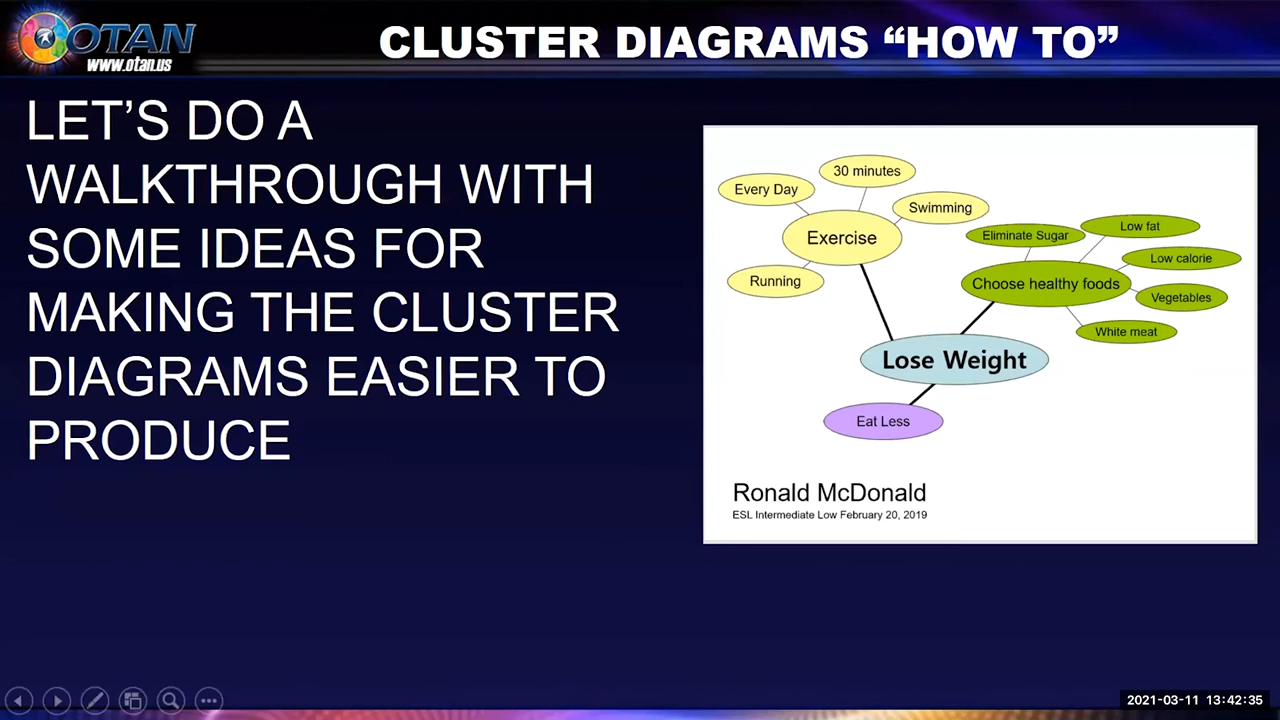 OTAN
www.otan.us
CLUSTER DIAGRAMS “HOW TO”
LET’S DO A
WALKTHROUGH WITH
SOME IDEAS FOR
MAKING THE CLUSTER
DIAGRAMS EASIER TO
PRODUCE
30 minutes
Every Day
Swimming
Exercise
Running
Eliminate Sugar
Low fat
Low calorie
Choose healthy foods
Vegetables
White meat
Lose Weight
Eat Less
Ronald McDonald
ESL Intermediate Low February 20, 2019
2021-03-11 13:42:35